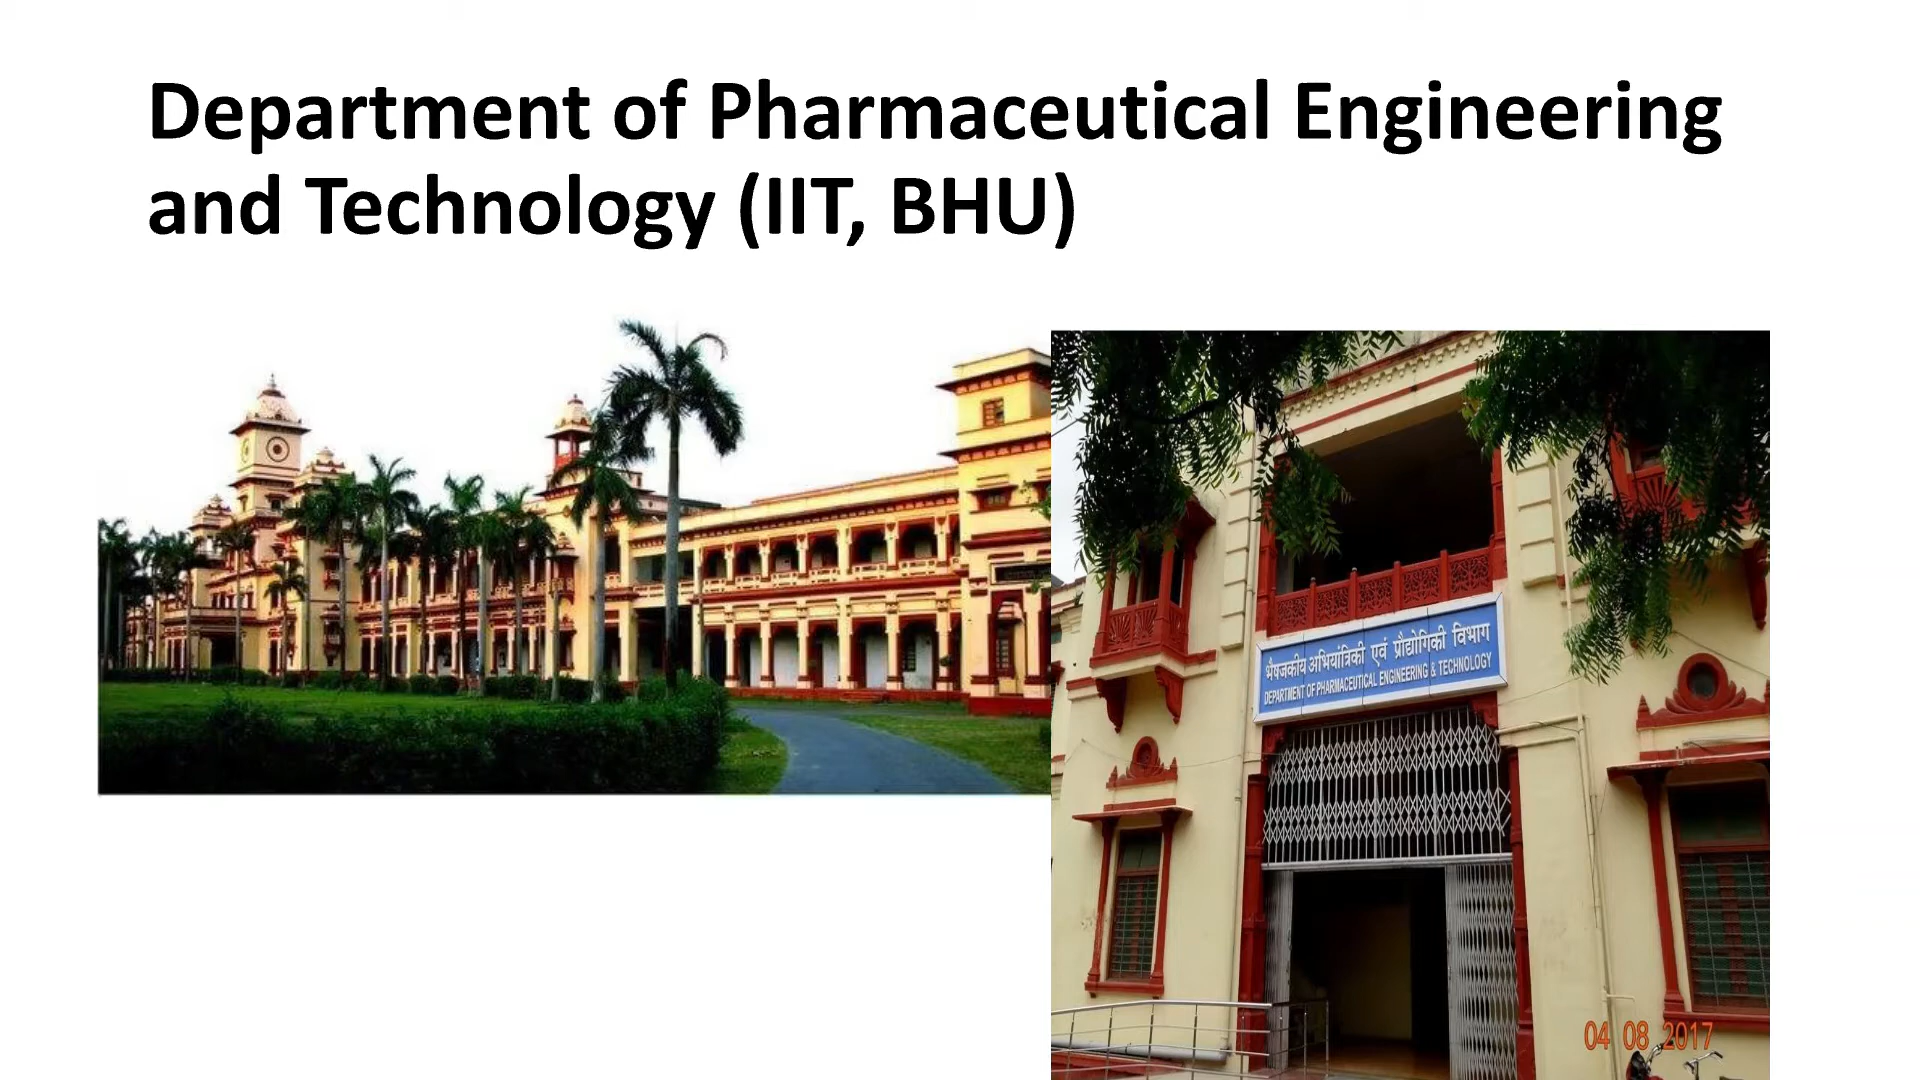 Department of Pharmaceutical Engineering
and Technology (IIT, BHU)
भैषजकीय अभियांत्रिकी एवं प्रौद्योगिकी विभाग
DEPARTMENT OF PHARMACEUTICAL ENGINEERING & TECHNOLOGY
04 08 2017